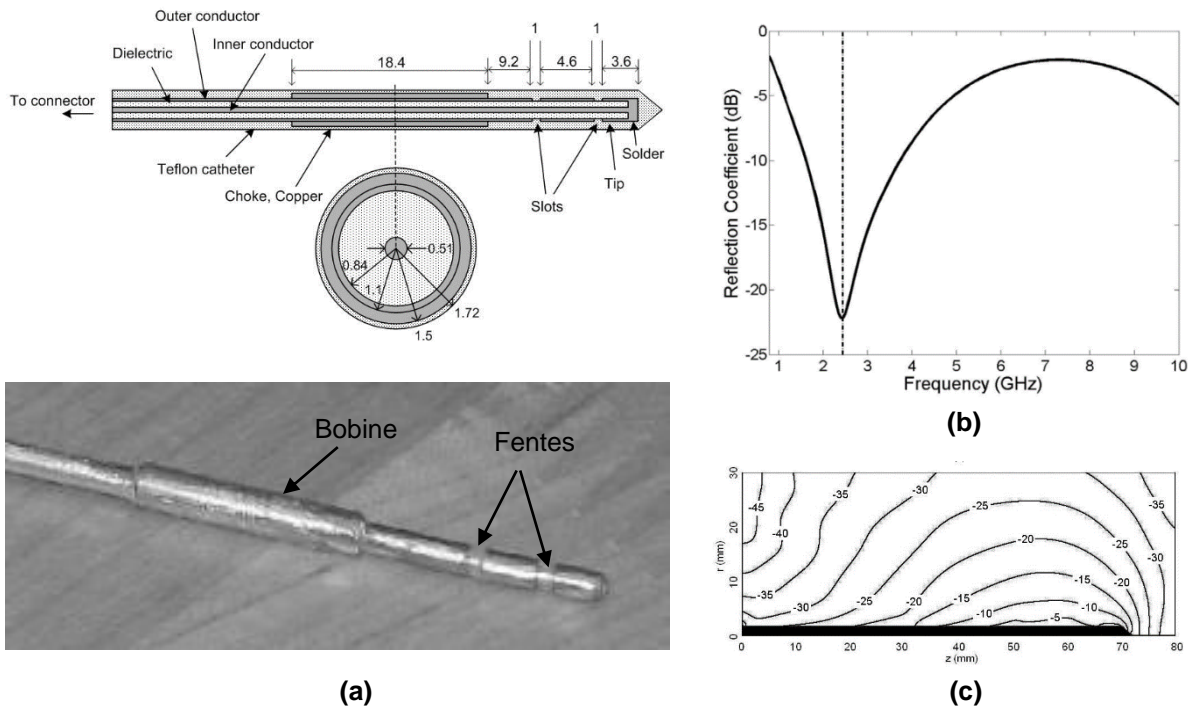 Outer conductor
Inner conductor
Dielectric
To connector
Teflon catheter
Choke, Copper
18.4
9.2
1
4.6
1
3.6
Solder
Tip
Slots
0.51
0.84
1.1
1.5
1.72
Bobine
Fentes
(a)
Reflection Coefficient (dB)
0
-5
-10
-15
-20
-25
1 2 3 4 5 6 7 8 9 10
Frequency (GHz)
(b)
r (mm)
30
20
10
0
-45
-40
-35
-30
-25
-20
-15
-10
-5
-35
-30
-25
-20
-15
-10
-20
-25
-30
-35
0 10 20 30 40 50 60 70 80
z (mm)
(c)